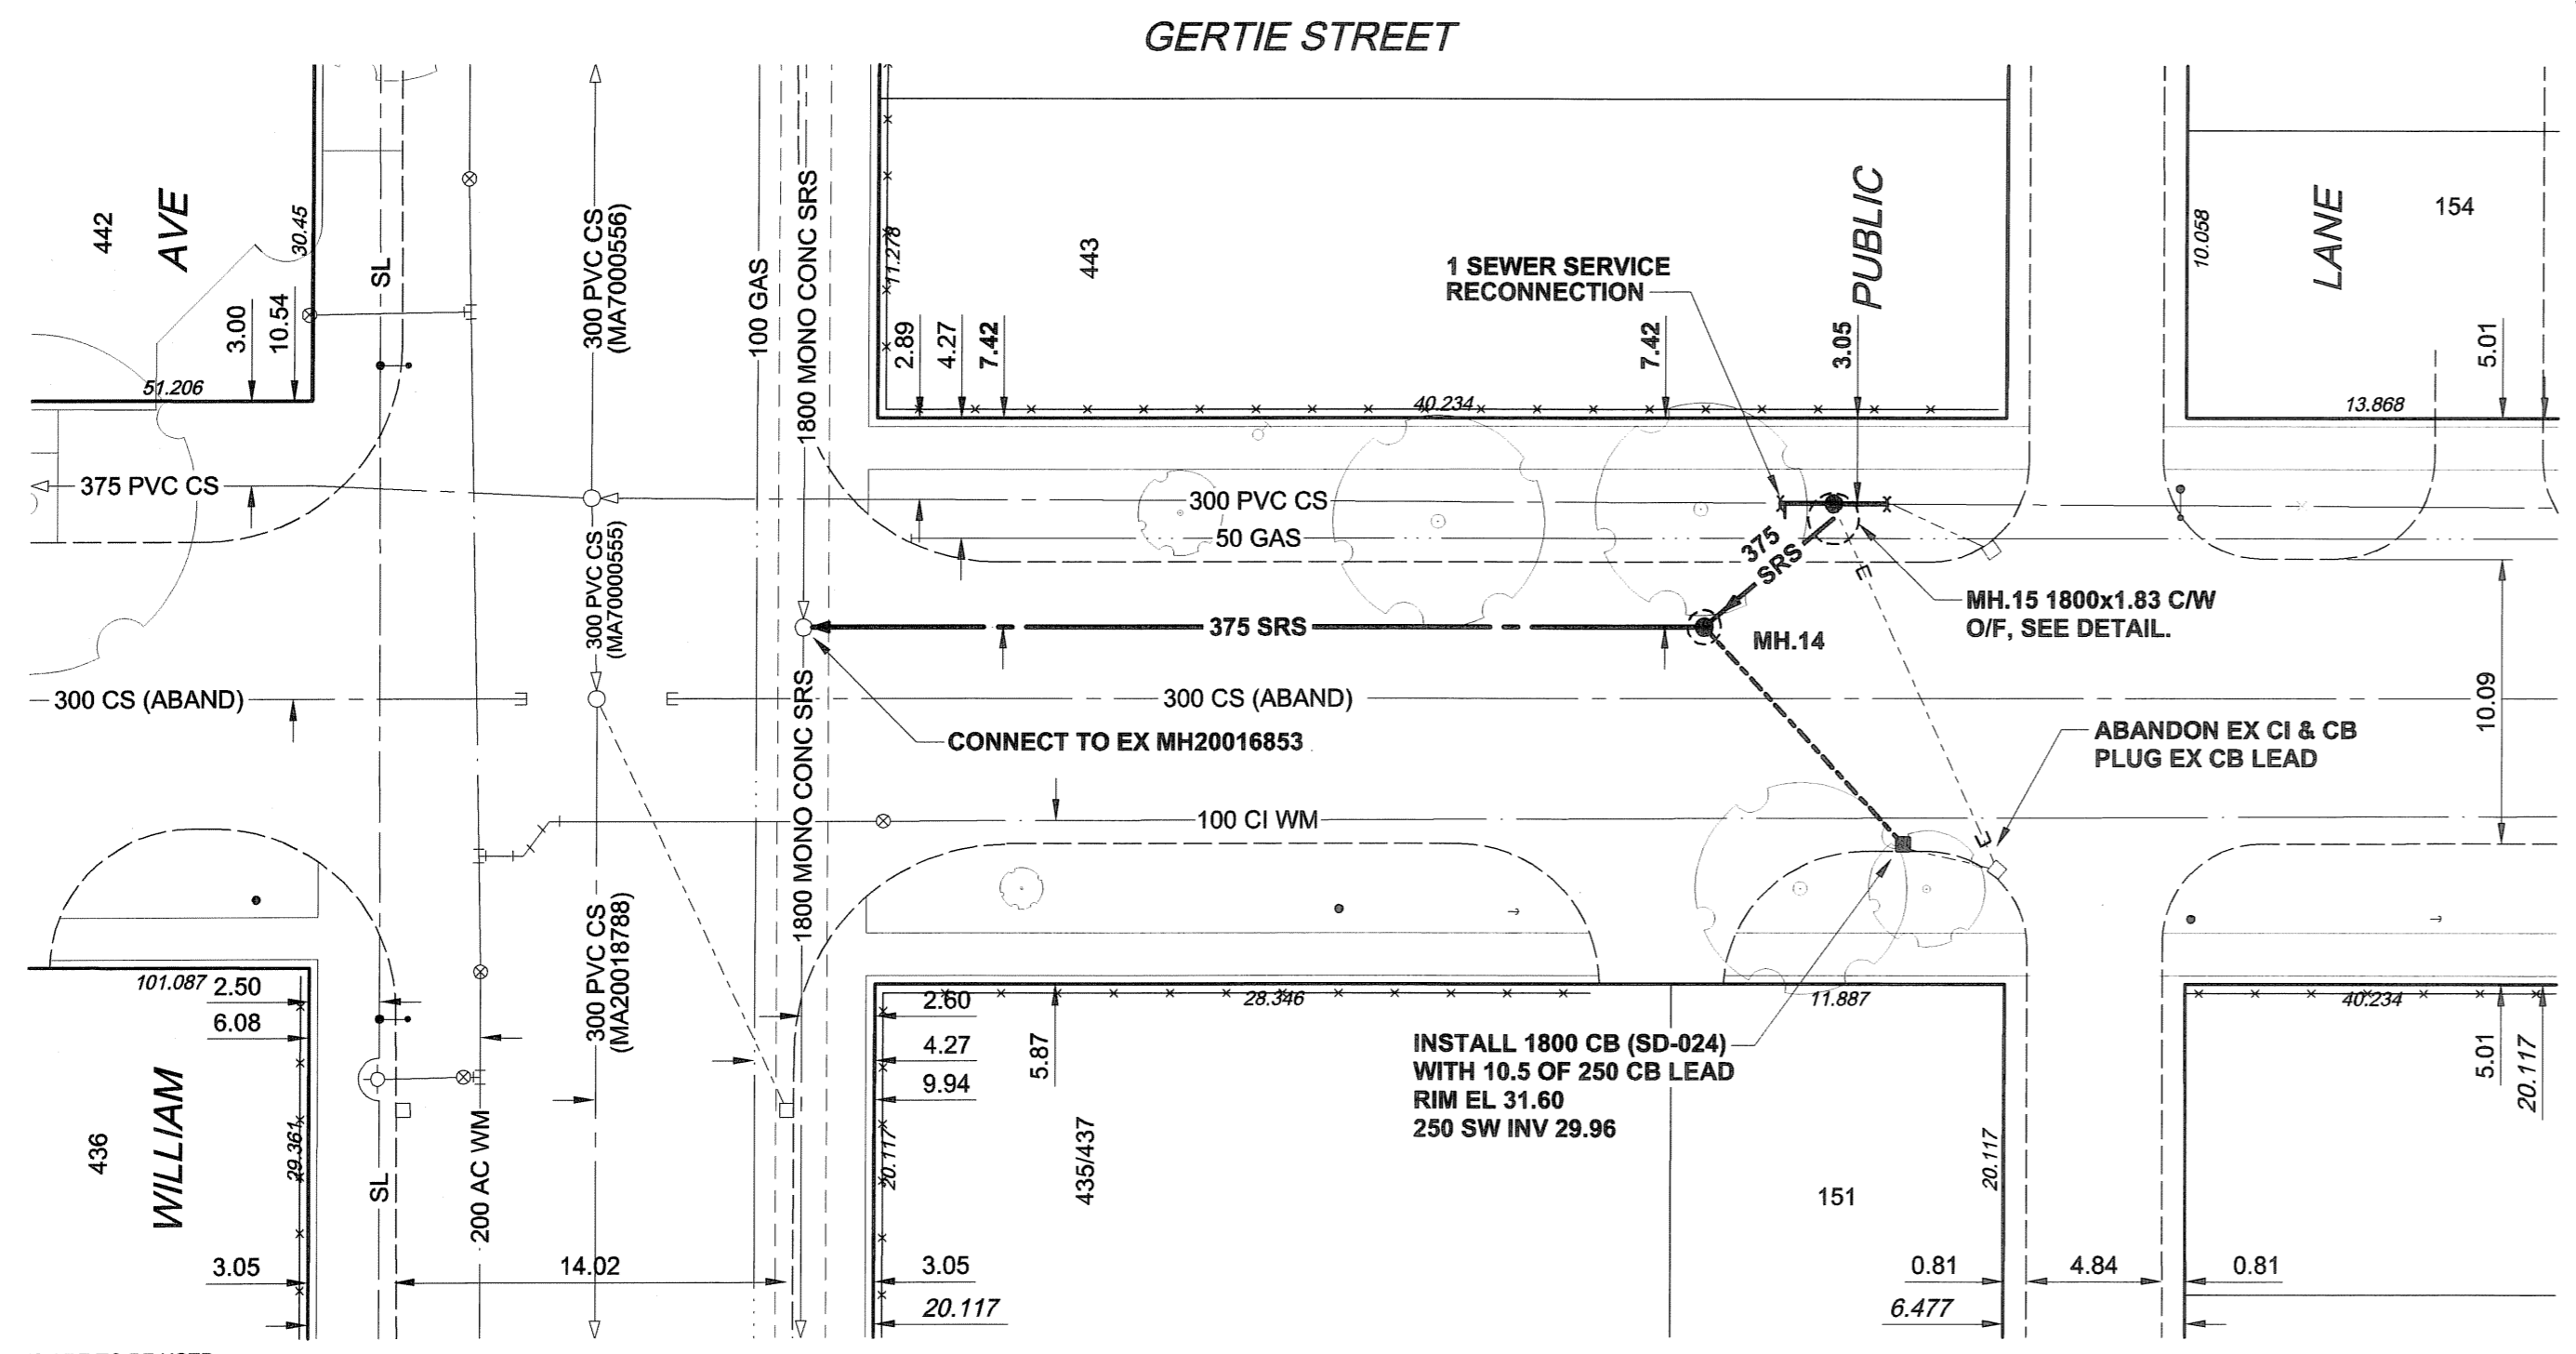 GERTIE STREET
442
AVE
30.45
3.00
10.54
51.206
SL
300 PVC CS
(MA70000556)
100 GAS
1800 MONO CONC SRS
11.278
443
2.89
4.27
7.42
40.234
1 SEWER SERVICE
RECONNECTION
7.42
3.05
PUBLIC
10.058
LANE
154
5.01
13.868
375 PVC CS
300 PVC CS
(MA70000555)
300 PVC CS
50 GAS
375
SRS
375 SRS
MH.14
MH.15 1800x1.83 C/W
O/F, SEE DETAIL.
10.09
300 CS (ABAND)
300 CS (ABAND)
CONNECT TO EX MH20016853
ABANDON EX CI & CB
PLUG EX CB LEAD
1800 MONO CONC SRS
100 CI WM
300 PVC CS
(MA20018788)
101.087
2.50
6.08
436
WILLIAM
29.361
3.05
SL
200 AC WM
14.02
2.60
4.27
9.94
20.117
3.05
20.117
5.87
28.346
435/437
INSTALL 1800 CB (SD-024)
WITH 10.5 OF 250 CB LEAD
RIM EL 31.60
250 SW INV 29.96
11.887
151
20.117
0.81
6.477
4.84
0.81
40.234
5.01
20.117